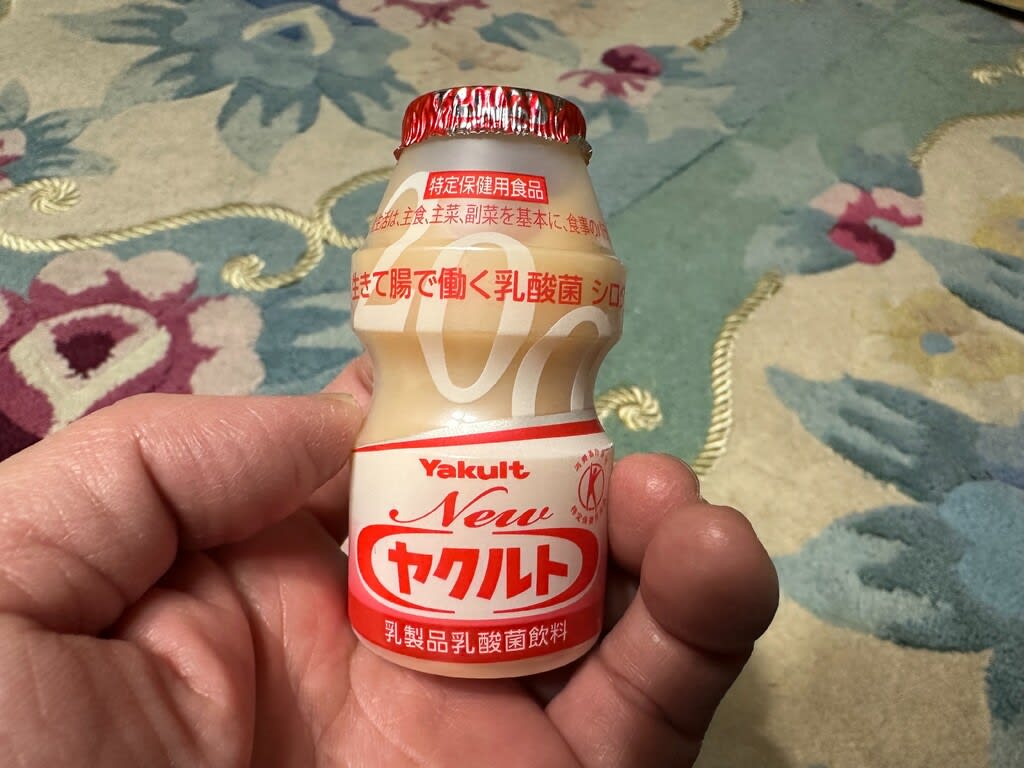 特定保健用食品
生活は、主食、主菜、副菜を基本に、食事の
生きて腸で働く乳酸菌 シロ
200
Yakult
New
ヤクルト
乳製品乳酸菌飲料